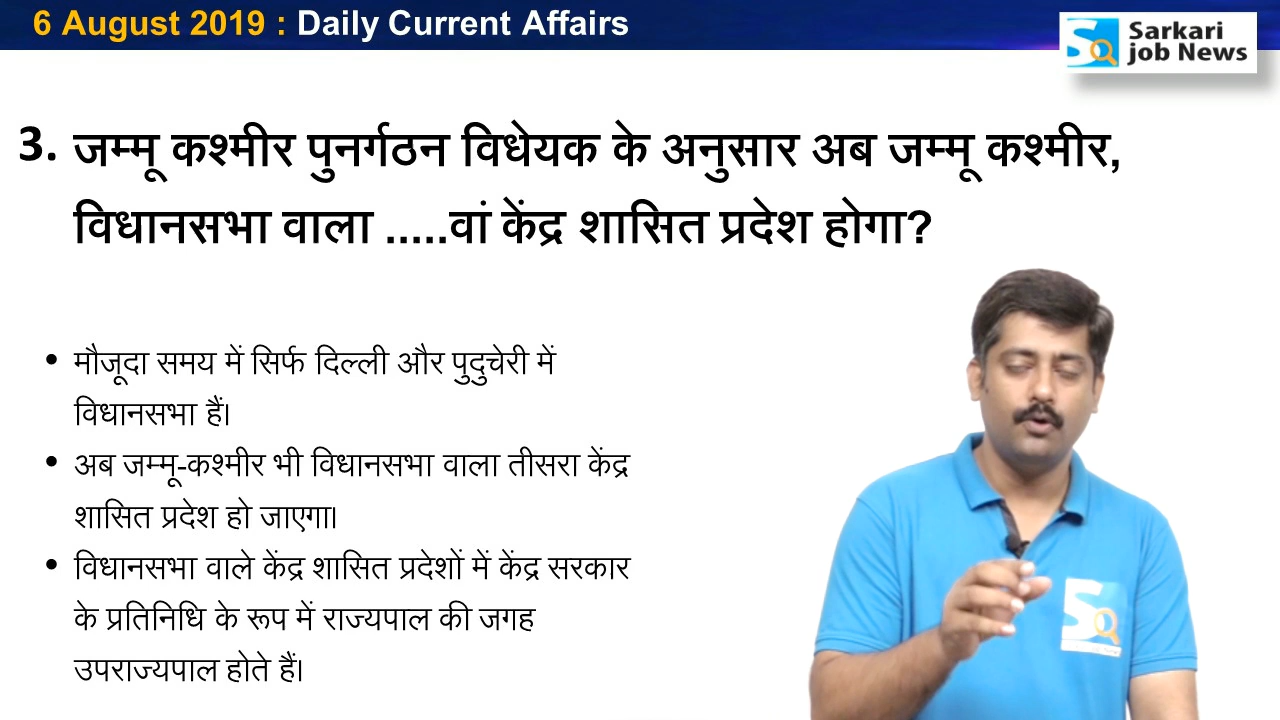 6 August 2019 : Daily Current Affairs
Sarkari
job News
3. जम्मू कश्मीर पुनर्गठन विधेयक के अनुसार अब जम्मू कश्मीर,
विधानसभा वाला .....वां केंद्र शासित प्रदेश होगा?
• मौजूदा समय में सिर्फ दिल्ली और पुदुचेरी में
विधानसभा हैं।
• अब जम्मू-कश्मीर भी विधानसभा वाला तीसरा केंद्र
शासित प्रदेश हो जाएगा।
• विधानसभा वाले केंद्र शासित प्रदेशों में केंद्र सरकार
के प्रतिनिधि के रूप में राज्यपाल की जगह
उपराज्यपाल होते हैं।